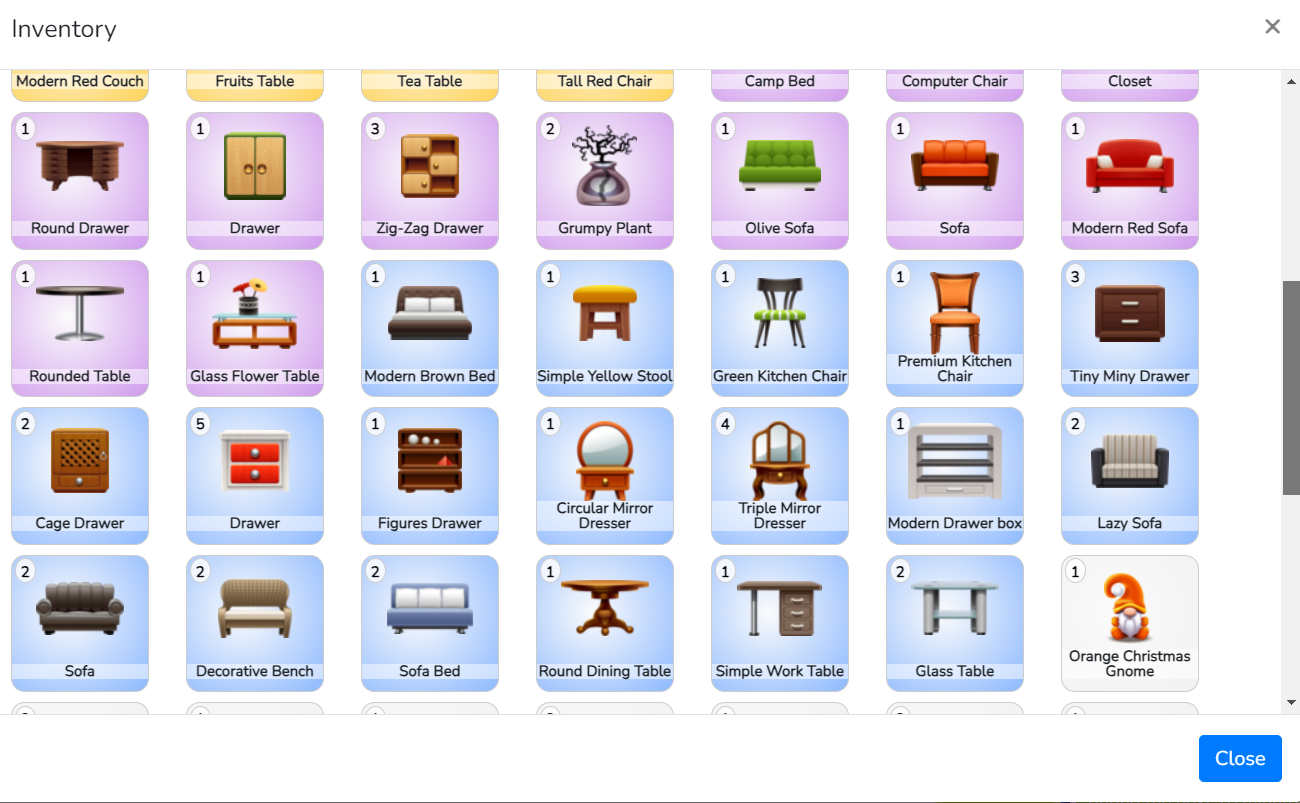 Inventory
×
Modern Red Couch
Fruits Table
Tea Table
Tall Red Chair
Camp Bed
Computer Chair
Closet
1
Round Drawer
1
Drawer
3
Zig-Zag Drawer
2
Grumpy Plant
1
Olive Sofa
1
Sofa
1
Modern Red Sofa
1
Rounded Table
1
Glass Flower Table
1
Modern Brown Bed
1
Simple Yellow Stool
1
Green Kitchen Chair
1
Premium Kitchen
Chair
3
Tiny Miny Drawer
2
Cage Drawer
5
Drawer
1
Figures Drawer
1
Circular Mirror
Dresser
4
Triple Mirror
Dresser
1
Modern Drawer box
2
Lazy Sofa
2
Sofa
2
Decorative Bench
2
Sofa Bed
1
Round Dining Table
1
Simple Work Table
2
Glass Table
1
Orange Christmas
Gnome
Close